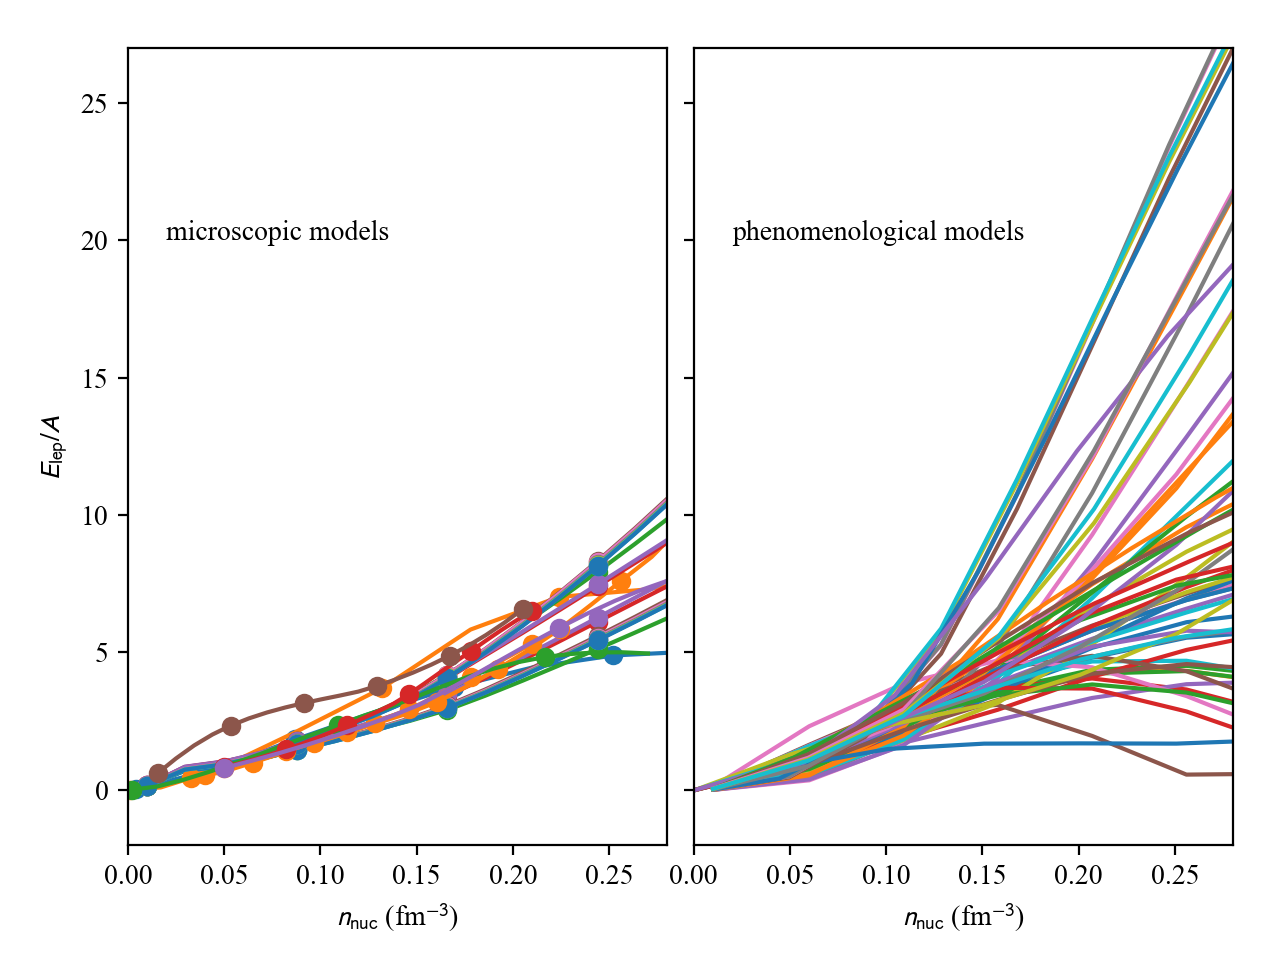 25
20
15
10
5
0
E_lep/A
microscopic models
phenomenological models
0.00 0.05 0.10 0.15 0.20 0.25
0.00 0.05 0.10 0.15 0.20 0.25
n_nuc (fm⁻³)
n_nuc (fm⁻³)